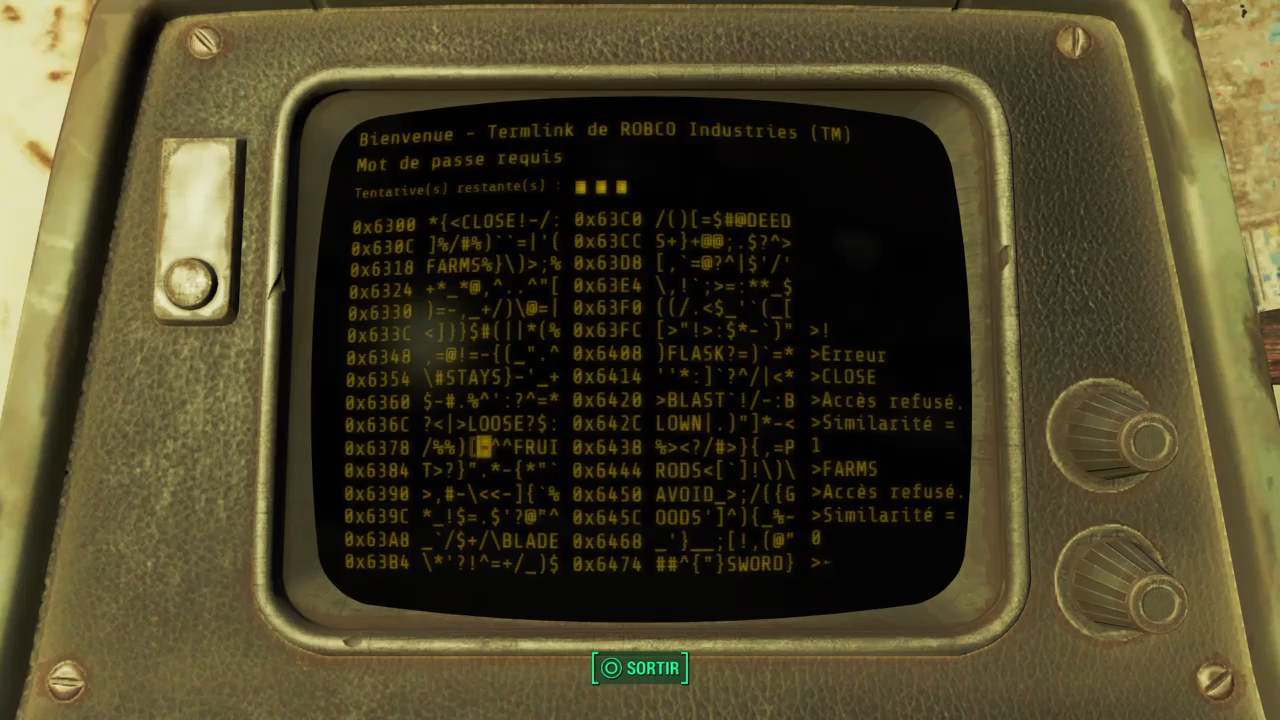 Bienvenue - Termlink de ROBCO Industries (TM)
Mot de passe requis
Tentative(s) restante(s) :
0x6300 *{<CLOSE!-/: 0x63C0 /()[=$#@DEED
0x630C ]%/#%)``=|'( 0x63CC S+}+@@;.$?^>
0x6318 FARMS%}\)>;% 0x63D8 [,`=@?^|$'/'
0x6324 +*_*@,^..^"[ 0x63E4 \,!`;>=:**_$
0x6330 )=-,_+/)\@=| 0x63F0 ((/.<$_'`(_[
0x633C <])}$#(||*(% 0x63FC [>"!>:$*-`)" >!
0x6348 .=@!=-{(_".^ 0x6408 )FLASK?=)`=* >Erreur
0x6354 \#STAYS}-'_+ 0x6414 ''*:]`?^/|<* >CLOSE
0x6360 $-#.%^':?^=* 0x6420 >BLAST`!/-:B >Accès refusé.
0x636C ?<|>LOOSE?$: 0x642C LOWN|.)"]*-< >Similarité =
0x6378 /%%)[-^^FRUI 0x6438 %><?/#>}{,=P 1
0x6384 T>?}".*-{*"` 0x6444 RODS<[`]!\)\ >FARMS
0x6390 >,#-\<<-]{`% 0x6450 AVOID_>;/({G >Accès refusé.
0x639C *_!$=.$'?@"^ 0x645C OODS']^){_%- >Similarité =
0x63A8 _`/$+/\BLADE 0x6468 _'}__;[!,{@" 0
0x63B4 \*'?!^=+/_)$ 0x6474 ##^{"}SWORD} >-
SORTIR